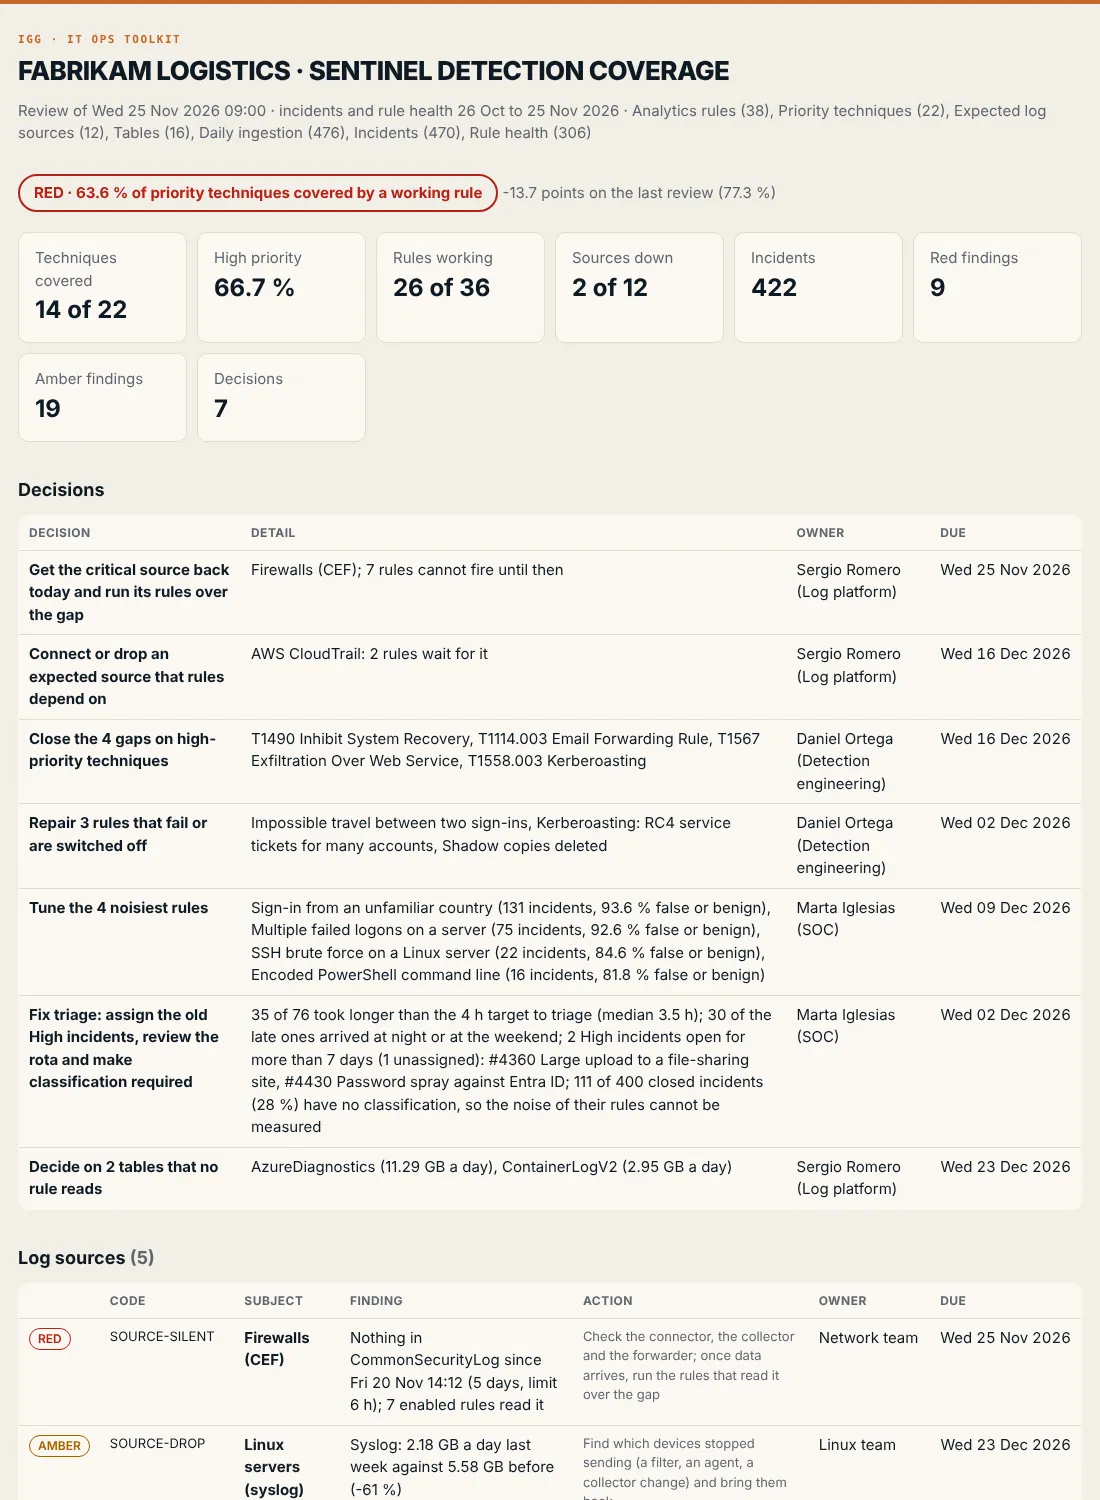 IGG · IT OPS TOOLKIT
FABRIKAM LOGISTICS · SENTINEL DETECTION COVERAGE
Review of Wed 25 Nov 2026 09:00 · incidents and rule health 26 Oct to 25 Nov 2026 · Analytics rules (38), Priority techniques (22), Expected log
sources (12), Tables (16), Daily ingestion (476), Incidents (470), Rule health (306)
RED · 63.6 % of priority techniques covered by a working rule -13.7 points on the last review (77.3 %)
Techniques
covered
14 of 22
High priority
66.7 %
Rules working
26 of 36
Sources down
2 of 12
Incidents
422
Red findings
9
Amber findings
19
Decisions
7
Decisions
DECISION DETAIL OWNER DUE
Get the critical source back
today and run its rules over
the gap
Firewalls (CEF); 7 rules cannot fire until then
Sergio Romero
(Log platform)
Wed 25 Nov 2026
Connect or drop an
expected source that rules
depend on
AWS CloudTrail: 2 rules wait for it
Sergio Romero
(Log platform)
Wed 16 Dec 2026
Close the 4 gaps on high-
priority techniques
T1490 Inhibit System Recovery, T1114.003 Email Forwarding Rule, T1567
Exfiltration Over Web Service, T1558.003 Kerberoasting
Daniel Ortega
(Detection
engineering)
Wed 16 Dec 2026
Repair 3 rules that fail or
are switched off
Impossible travel between two sign-ins, Kerberoasting: RC4 service
tickets for many accounts, Shadow copies deleted
Daniel Ortega
(Detection
engineering)
Wed 02 Dec 2026
Tune the 4 noisiest rules
Sign-in from an unfamiliar country (131 incidents, 93.6 % false or benign),
Multiple failed logons on a server (75 incidents, 92.6 % false or benign),
SSH brute force on a Linux server (22 incidents, 84.6 % false or benign),
Encoded PowerShell command line (16 incidents, 81.8 % false or benign)
Marta Iglesias
(SOC)
Wed 09 Dec 2026
Fix triage: assign the old
High incidents, review the
rota and make
classification required
35 of 76 took longer than the 4 h target to triage (median 3.5 h); 30 of the
late ones arrived at night or at the weekend; 2 High incidents open for
more than 7 days (1 unassigned): #4360 Large upload to a file-sharing
site, #4430 Password spray against Entra ID; 111 of 400 closed incidents
(28 %) have no classification, so the noise of their rules cannot be
measured
Marta Iglesias
(SOC)
Wed 02 Dec 2026
Decide on 2 tables that no
rule reads
AzureDiagnostics (11.29 GB a day), ContainerLogV2 (2.95 GB a day)
Sergio Romero
(Log platform)
Wed 23 Dec 2026
Log sources (5)
CODE SUBJECT FINDING ACTION OWNER DUE
RED
SOURCE-SILENT
Firewalls
(CEF)
Nothing in
CommonSecurityLog since
Fri 20 Nov 14:12 (5 days, limit
6 h); 7 enabled rules read it
Check the connector, the collector
and the forwarder; once data
arrives, run the rules that read it
over the gap
Network team
Wed 25 Nov 2026
AMBER
SOURCE-DROP
Linux
servers
(syslog)
Syslog: 2.18 GB a day last
week against 5.58 GB before
(-61 %)
Find which devices stopped
sending (a filter, an agent, a
collector change) and bring them
Linux team
Wed 23 Dec 2026